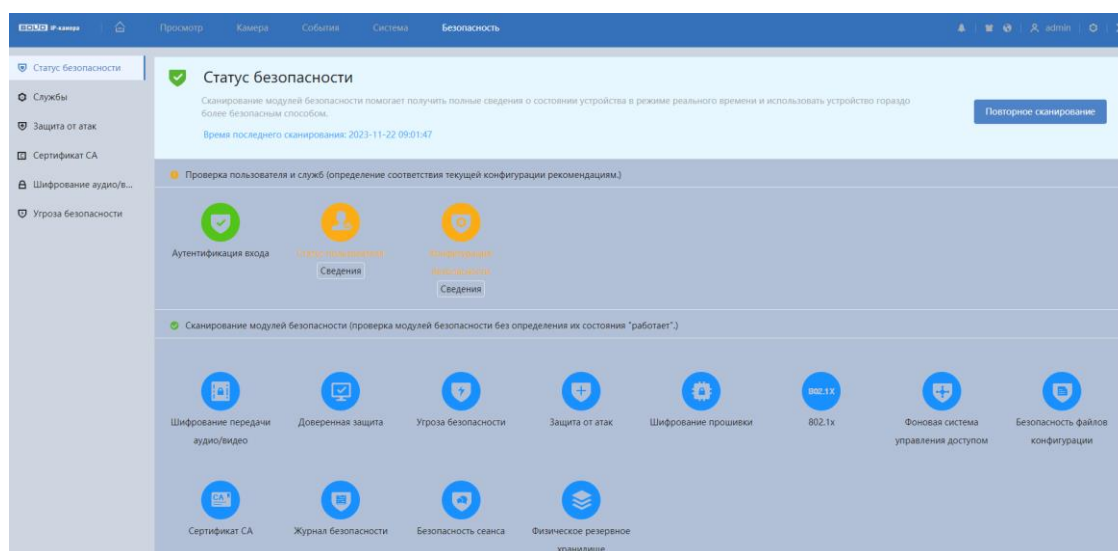 BOLID IP-камера
Просмотр Камера События Система Безопасность admin
Статус безопасности
Службы
Защита от атак
Сертификат CA
Шифрование аудио/в...
Угроза безопасности
Статус безопасности
Сканирование модулей безопасности помогает получить полные сведения о состоянии устройства в режиме реального времени и использовать устройство гораздо
более безопасным способом.
Время последнего сканирования: 2023-11-22 09:01:47
Повторное сканирование
Проверка пользователя и служб (определение соответствия текущей конфигурации рекомендациям.)
Аутентификация входа
Сведения
Сведения
Сканирование модулей безопасности (проверка модулей безопасности без определения их состояния "работает".)
802.1X
Шифрование передачи
аудио/видео
Доверенная защита
Угроза безопасности
Защита от атак
Шифрование прошивки
802.1x
Фоновая система
управления доступом
Безопасность файлов
конфигурации
CA
Сертификат CA
Журнал безопасности
Безопасность сеанса
Физическое резервное
хранилище